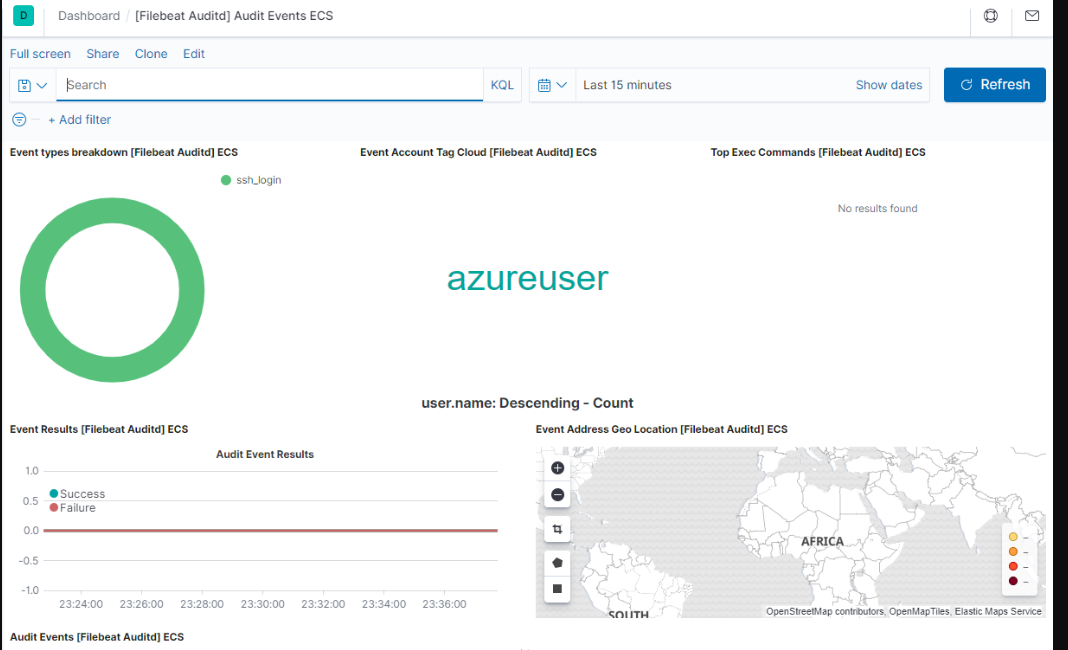 D Dashboard / [Filebeat Auditd] Audit Events ECS
Full screen Share Clone Edit
Search KQL Last 15 minutes Show dates Refresh
+ Add filter
Event types breakdown [Filebeat Auditd] ECS
ssh_login
Event Account Tag Cloud [Filebeat Auditd] ECS
azureuser
user.name: Descending - Count
Top Exec Commands [Filebeat Auditd] ECS
No results found
Event Results [Filebeat Auditd] ECS
Audit Event Results
1.0
0.5
0.0
-0.5
-1.0
Success
Failure
23:24:00 23:26:00 23:28:00 23:30:00 23:32:00 23:34:00 23:36:00
Event Address Geo Location [Filebeat Auditd] ECS
AFRICA
SOUTH
–
–
–
–
OpenStreetMap contributors, OpenMapTiles, Elastic Maps Service
Audit Events [Filebeat Auditd] ECS